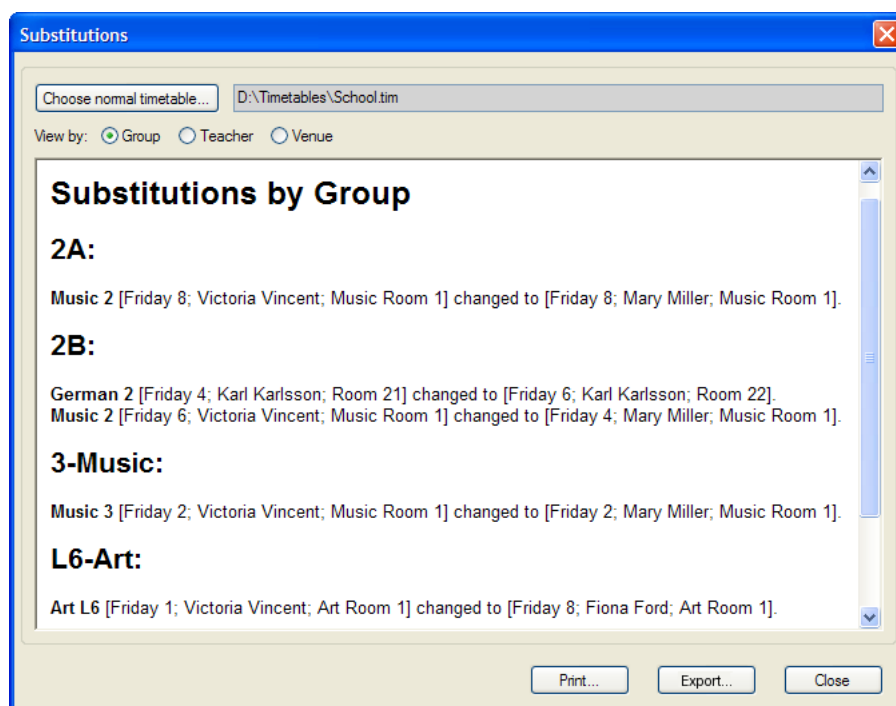 Substitutions
Choose normal timetable... D:\Timetables\School.tim
View by: Group Teacher Venue
Substitutions by Group
2A:
Music 2 [Friday 8; Victoria Vincent; Music Room 1] changed to [Friday 8; Mary Miller; Music Room 1].
2B:
German 2 [Friday 4; Karl Karlsson; Room 21] changed to [Friday 6; Karl Karlsson; Room 22].
Music 2 [Friday 6; Victoria Vincent; Music Room 1] changed to [Friday 4; Mary Miller; Music Room 1].
3-Music:
Music 3 [Friday 2; Victoria Vincent; Music Room 1] changed to [Friday 2; Mary Miller; Music Room 1].
L6-Art:
Art L6 [Friday 1; Victoria Vincent; Art Room 1] changed to [Friday 8; Fiona Ford; Art Room 1].
Print... Export... Close